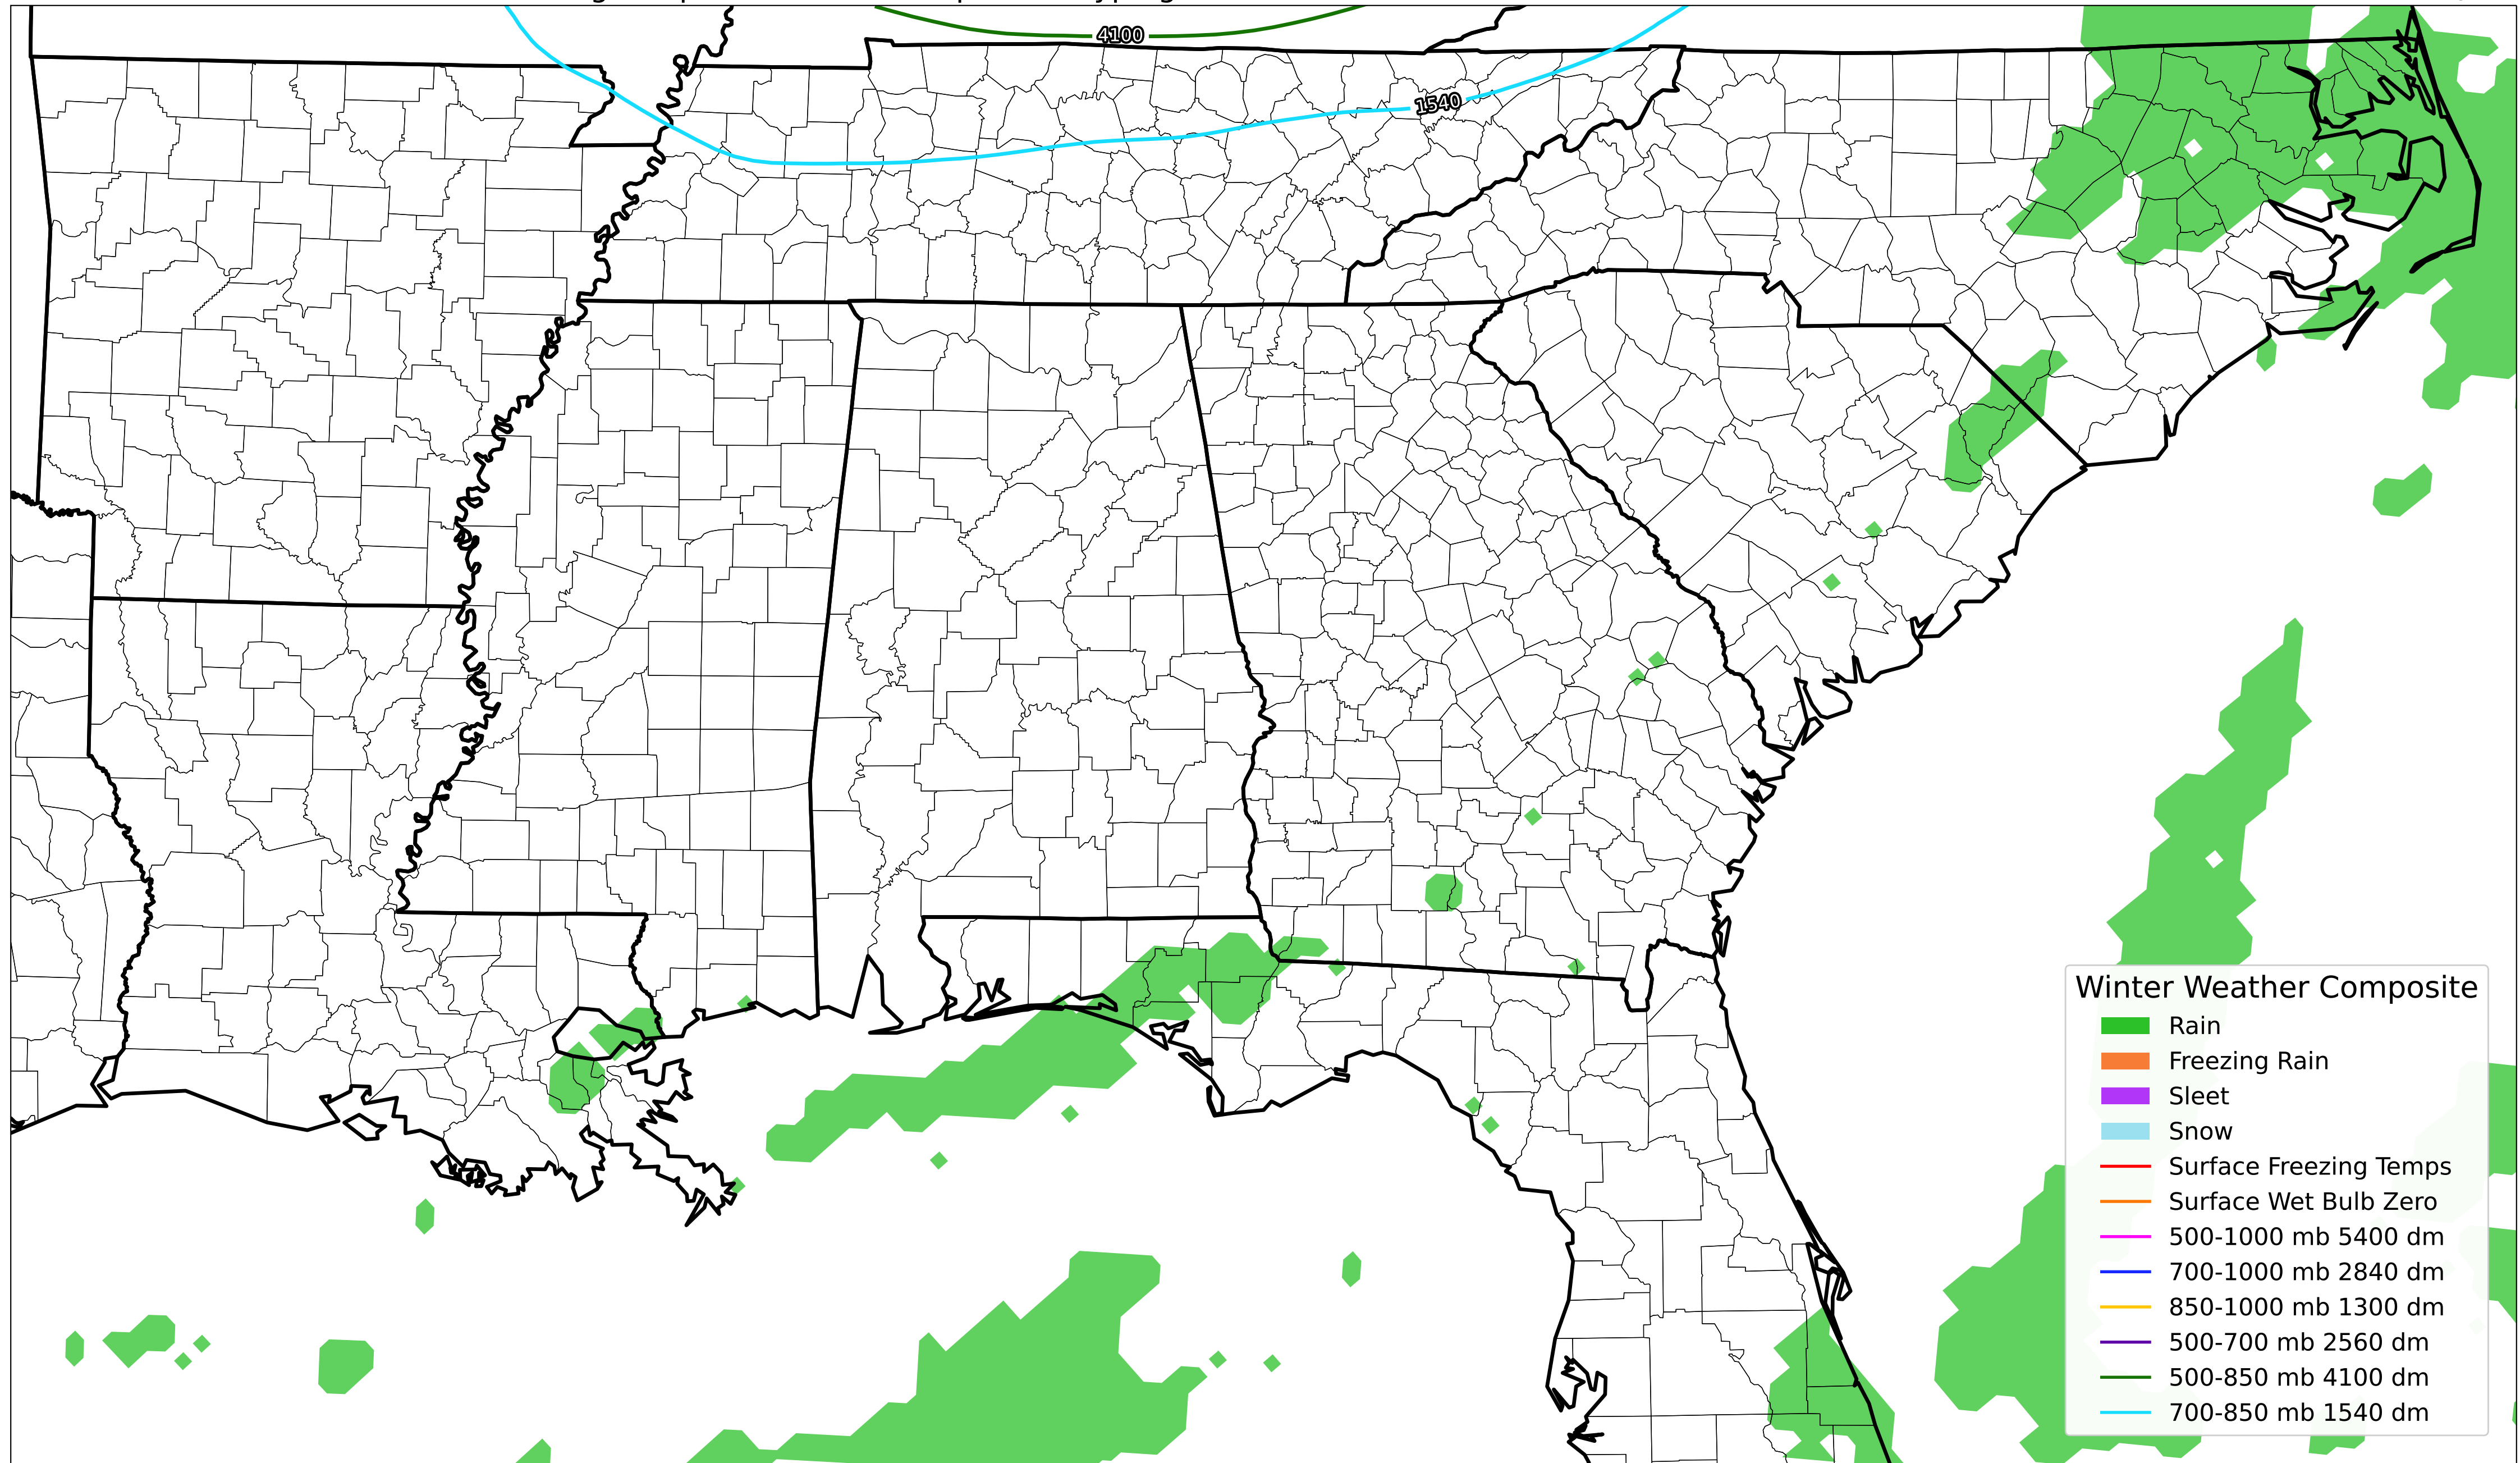 4100
1540
Winter Weather Composite
Rain
Freezing Rain
Sleet
Snow
Surface Freezing Temps
Surface Wet Bulb Zero
500-1000 mb 5400 dm
700-1000 mb 2840 dm
850-1000 mb 1300 dm
500-700 mb 2560 dm
500-850 mb 4100 dm
700-850 mb 1540 dm